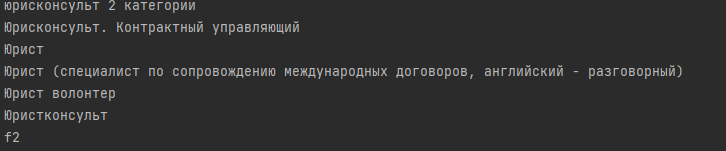 юрисконсульт 2 категории
Юрисконсульт. Контрактный управляющий
Юрист
Юрист (специалист по сопровождению международных договоров, английский - разговорный)
Юрист волонтер
Юристконсульт
f2